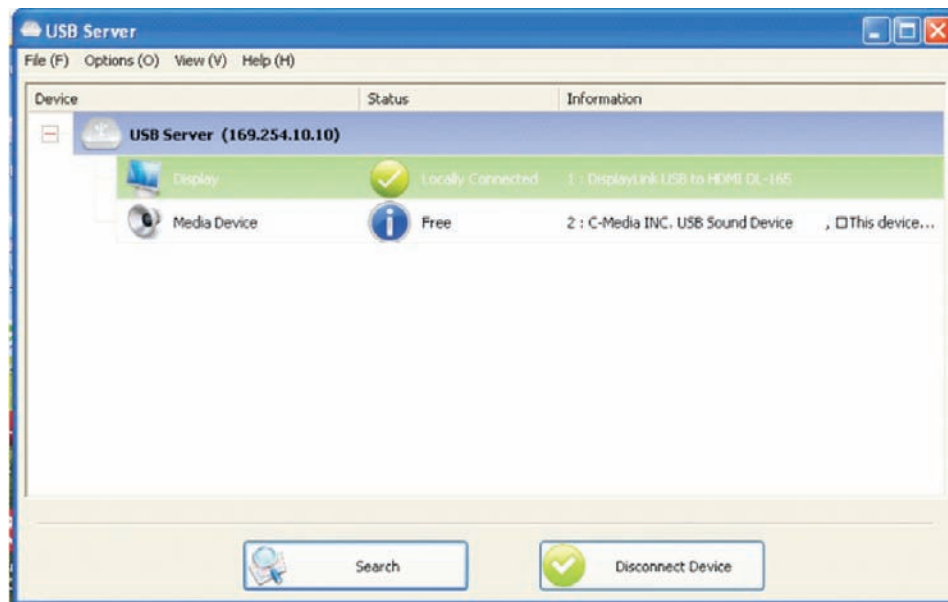 USB Server
File (F) Options (O) View (V) Help (H)
Device Status Information
USB Server (169.254.10.10)
Display Locally Connected 1 : DisplayLink USB to HDMI DL-165
Media Device Free 2 : C-Media INC. USB Sound Device , □This device...
Search Disconnect Device